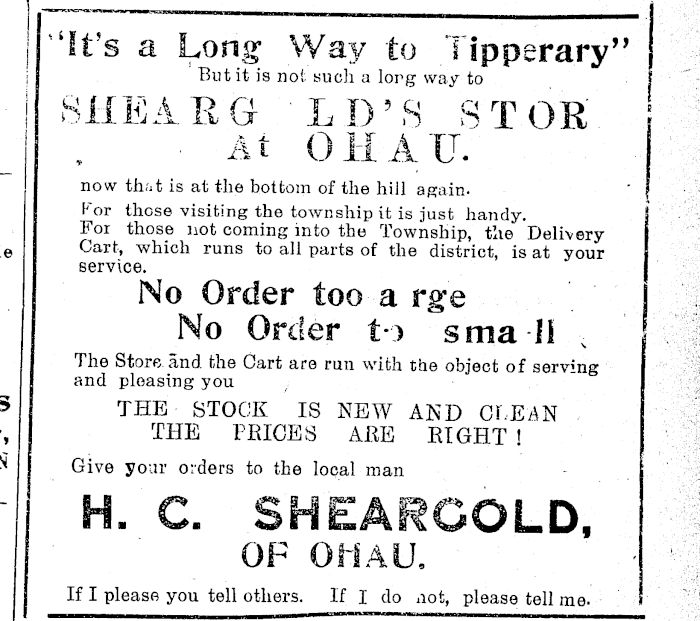 "It's a Long Way to Tipperary"
But it is not such a long way to
SHEARG LD'S STOR
At OHAU.
now that is at the bottom of the hill again.
For those visiting the township it is just handy.
For those not coming into the Township, the Delivery
Cart, which runs to all parts of the district, is at your
service.
No Order too a rge
No Order to sma ll
The Store and the Cart are run with the object of serving
and pleasing you
THE STOCK IS NEW AND CLEAN
THE PRICES ARE RIGHT!
Give your orders to the local man
H. C. SHEARGOLD,
OF OHAU.
If I please you tell others. If I do not, please tell me.